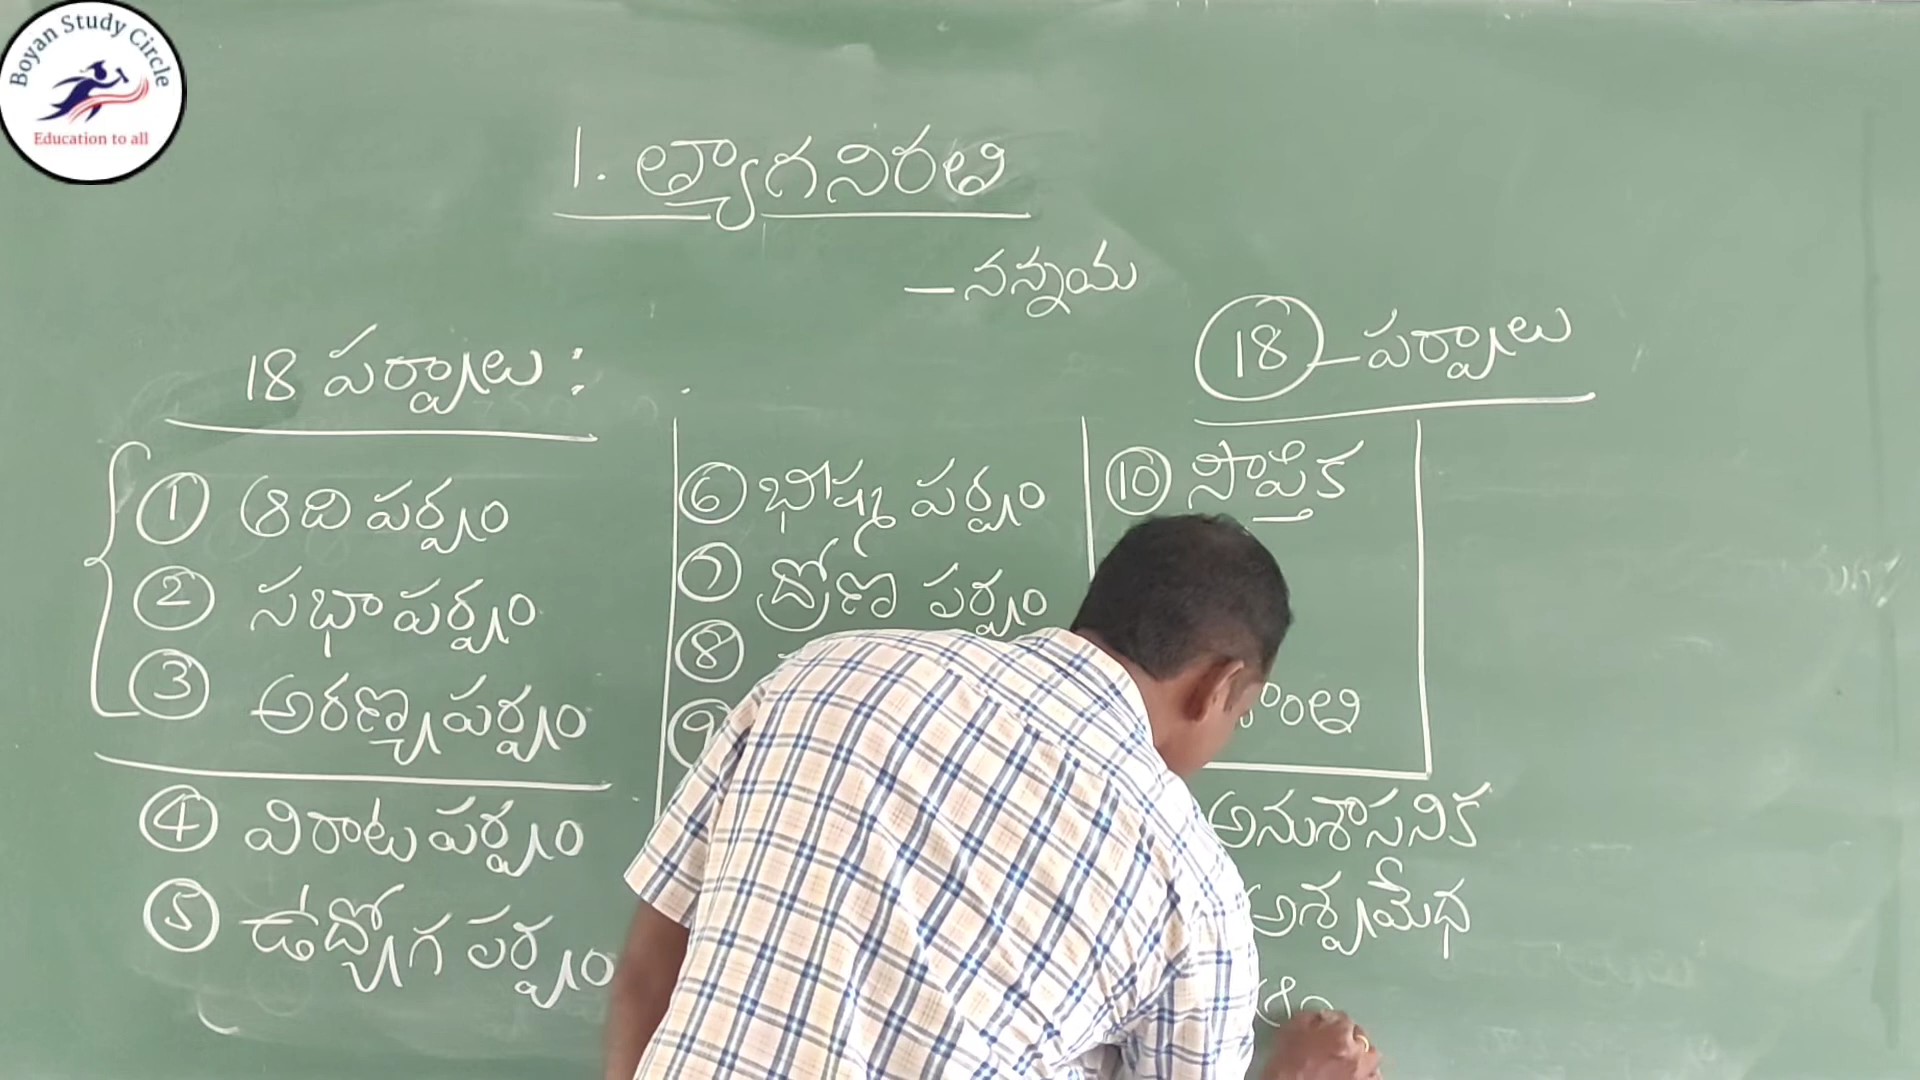 Boyan Study Circle
Education to all
1. త్యాగనిరతి
– నన్నయ
18 పర్వాలు :
18 – పర్వాలు
1 ఆది పర్వం
2 సభా పర్వం
3 అరణ్య పర్వం
4 విరాట పర్వం
5 ఉద్యోగ పర్వం
6 భీష్మ పర్వం
7 ద్రోణ పర్వం
8
9
10 సౌప్తిక
శాంతి
అనుశాసనిక
అశ్వమేధ